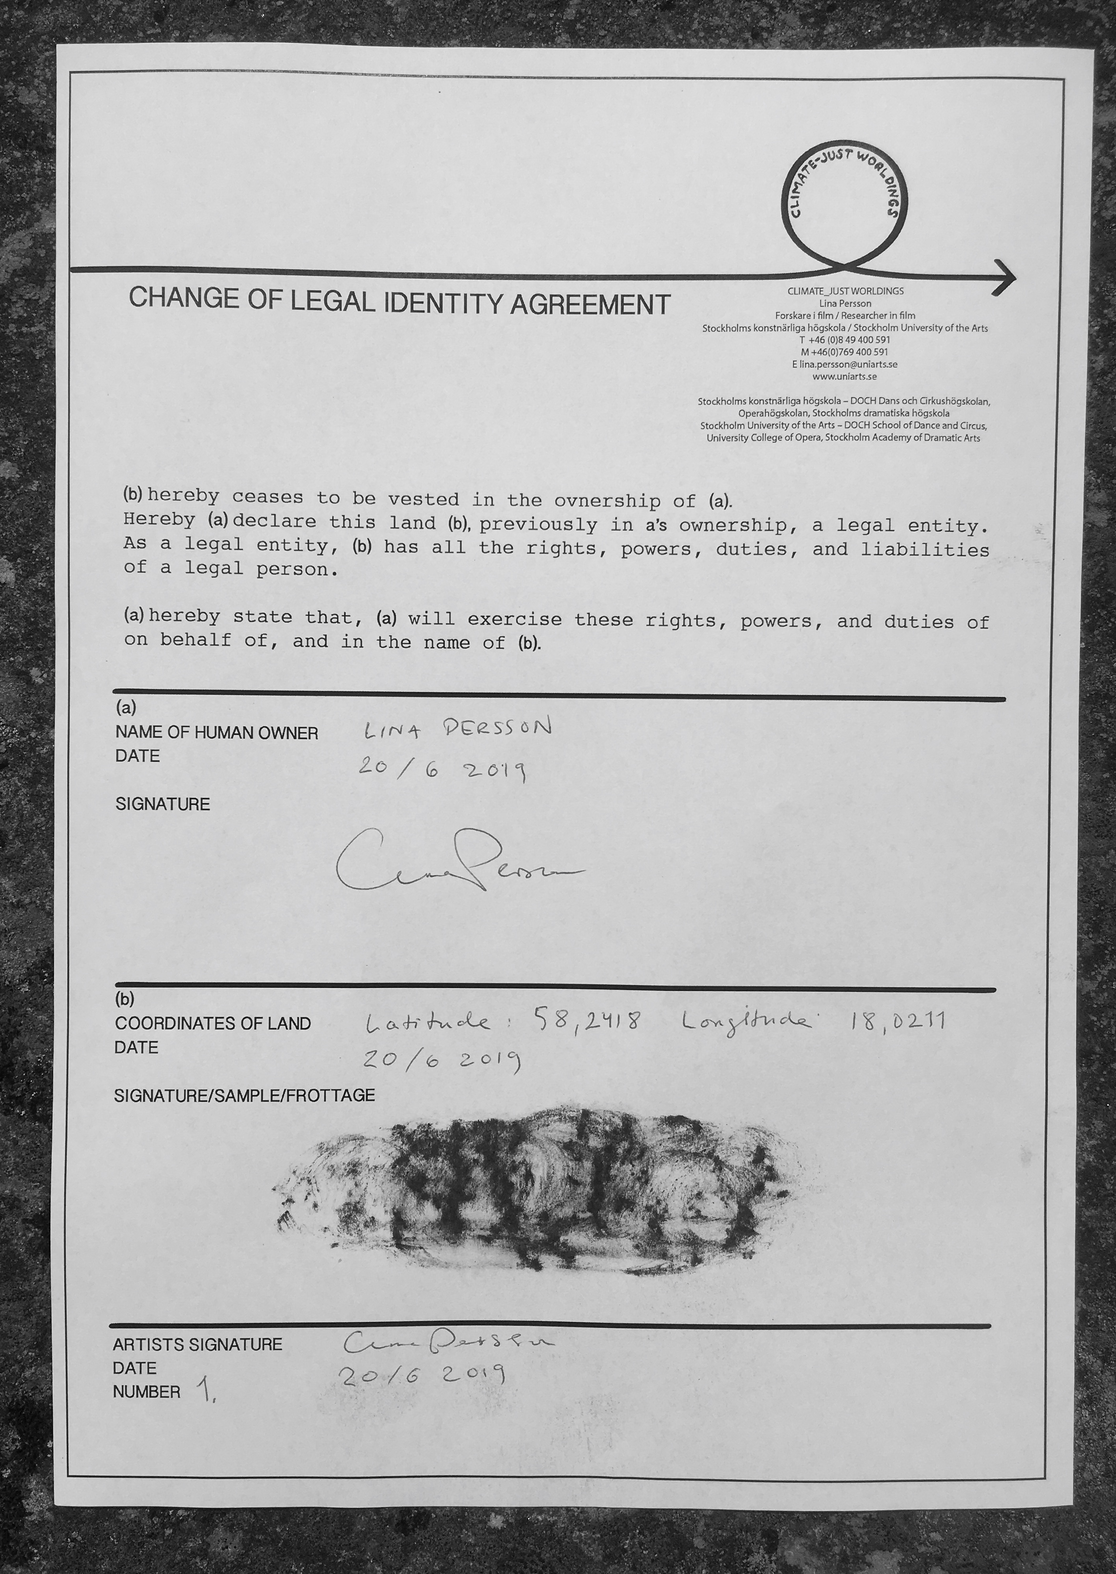 CLIMATE-JUST WORLDINGS
CHANGE OF LEGAL IDENTITY AGREEMENT
CLIMATE_JUST WORLDINGS
Lina Persson
Forskare i film / Researcher in film
Stockholms konstnärliga högskola / Stockholm University of the Arts
T +46 (0)8 49 400 591
M +46(0)769 400 591
E lina.persson@uniarts.se
www.uniarts.se
Stockholms konstnärliga högskola – DOCH Dans och Cirkushögskolan,
Operahögskolan, Stockholms dramatiska högskola
Stockholm University of the Arts – DOCH School of Dance and Circus,
University College of Opera, Stockholm Academy of Dramatic Arts
(b) hereby ceases to be vested in the ovnership of (a).
Hereby (a) declare this land (b), previously in a's ownership, a legal entity.
As a legal entity, (b) has all the rights, powers, duties, and liabilities
of a legal person.
(a) hereby state that, (a) will exercise these rights, powers, and duties of
on behalf of, and in the name of (b).
(a)
NAME OF HUMAN OWNER LINA PERSSON
DATE 20/6 2019
SIGNATURE
Lina Persson
(b)
COORDINATES OF LAND Latitude: 58,2418 Longitude: 18,0211
DATE 20/6 2019
SIGNATURE/SAMPLE/FROTTAGE
ARTISTS SIGNATURE Lina Persson
DATE 20/6 2019
NUMBER 1.